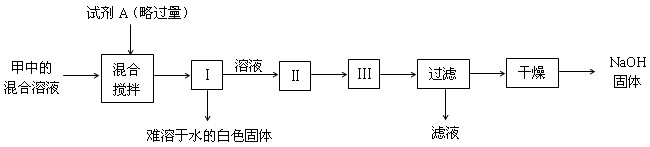 试剂 A（略过量）
甲中的
混合溶液
混合
搅拌
I
溶液
II
III
过滤
干燥
NaOH
固体
难溶于水的白色固体
滤液